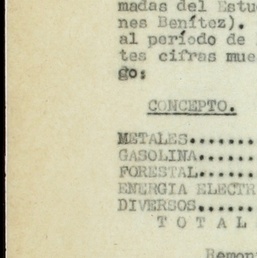 madas del Estu
nes Benítez).
al período de
tes cifras mue
go:
CONCEPTO.
METALES.......
GASOLINA......
FORESTAL......
ENERGIA ELECTR
DIVERSOS......
T O T A L
Remon